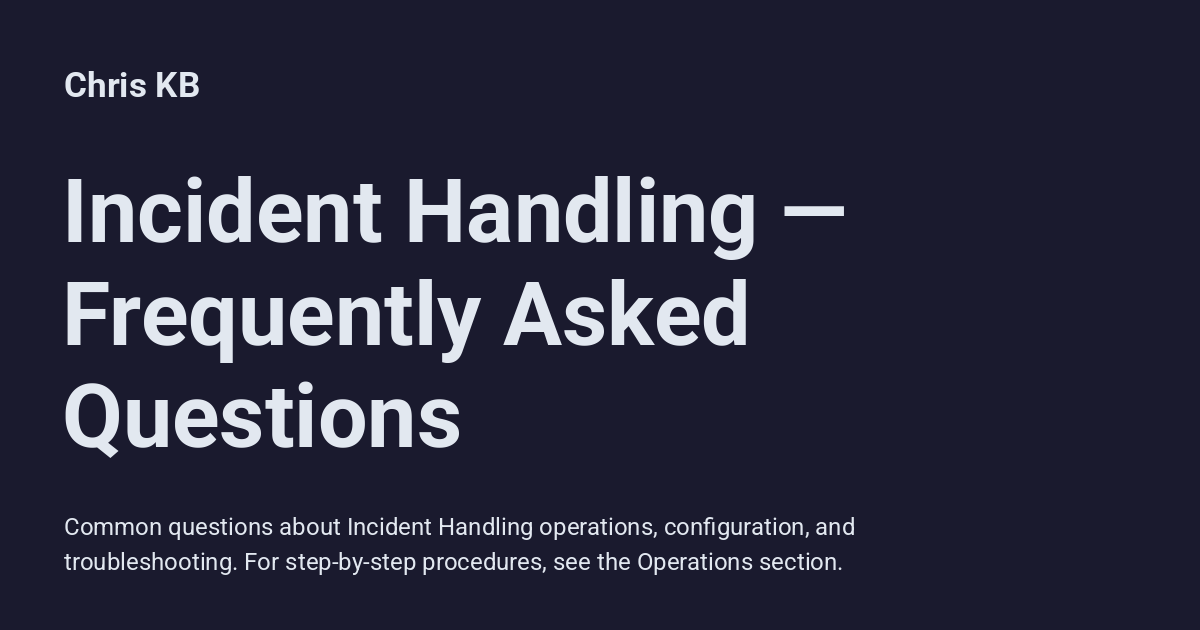 Chris KB
Incident Handling —
Frequently Asked
Questions
Common questions about Incident Handling operations, configuration, and
troubleshooting. For step-by-step procedures, see the Operations section.